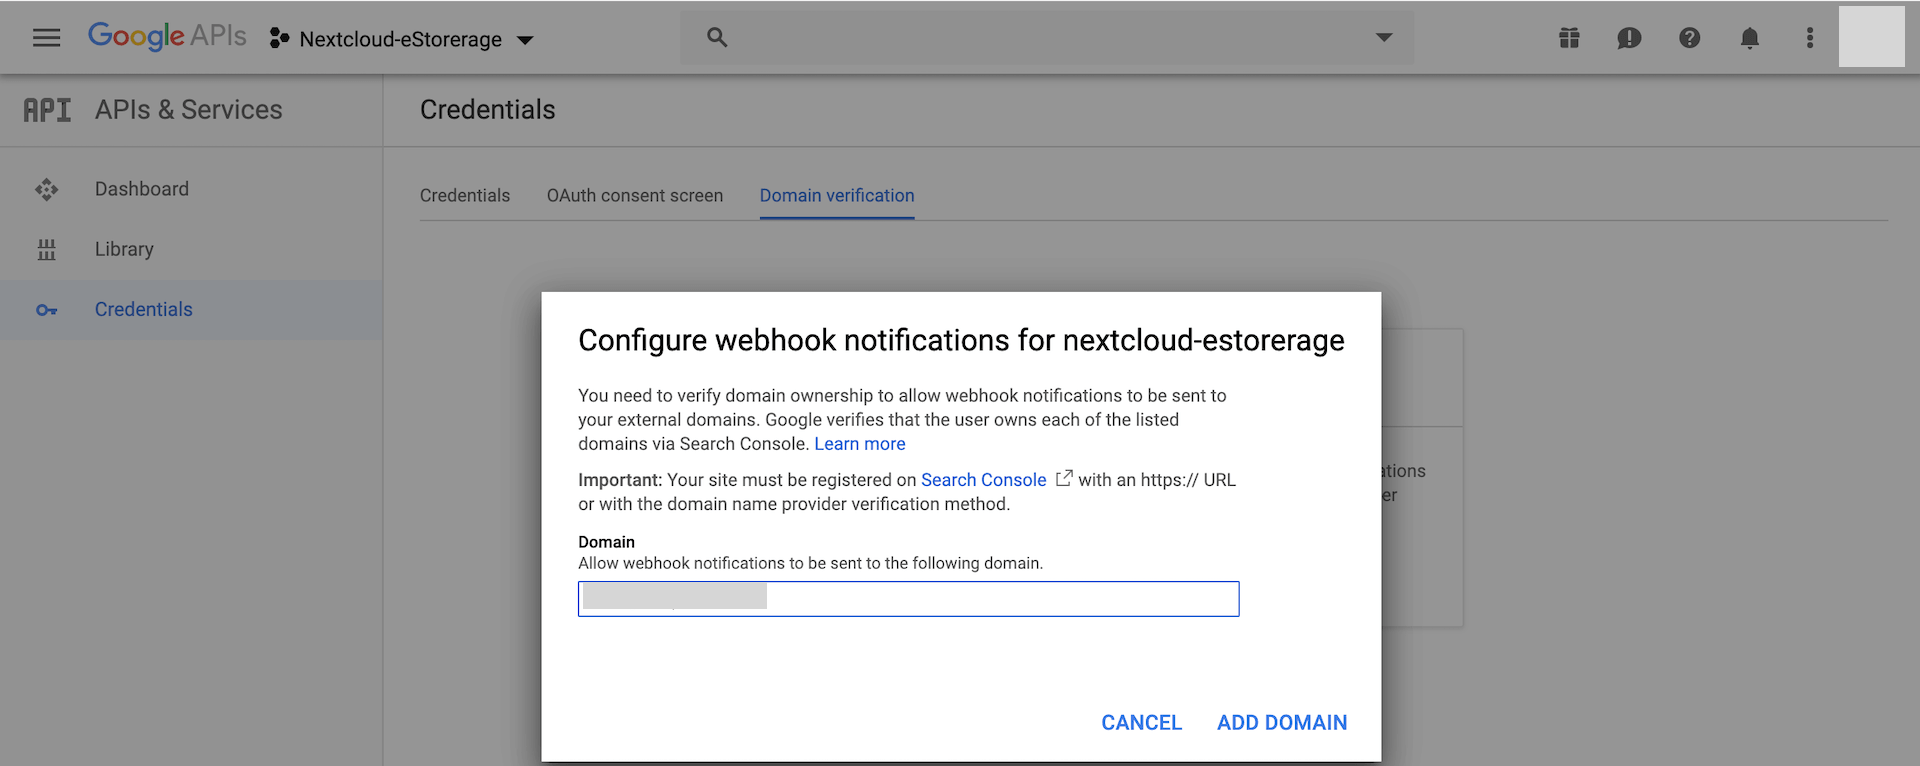 Google APIs Nextcloud-eStorerage
API APIs & Services
Credentials
Dashboard
Library
Credentials
Credentials OAuth consent screen Domain verification
Configure webhook notifications for nextcloud-estorerage
You need to verify domain ownership to allow webhook notifications to be sent to
your external domains. Google verifies that the user owns each of the listed
domains via Search Console. Learn more
Important: Your site must be registered on Search Console with an https:// URL
or with the domain name provider verification method.
Domain
Allow webhook notifications to be sent to the following domain.
CANCEL ADD DOMAIN